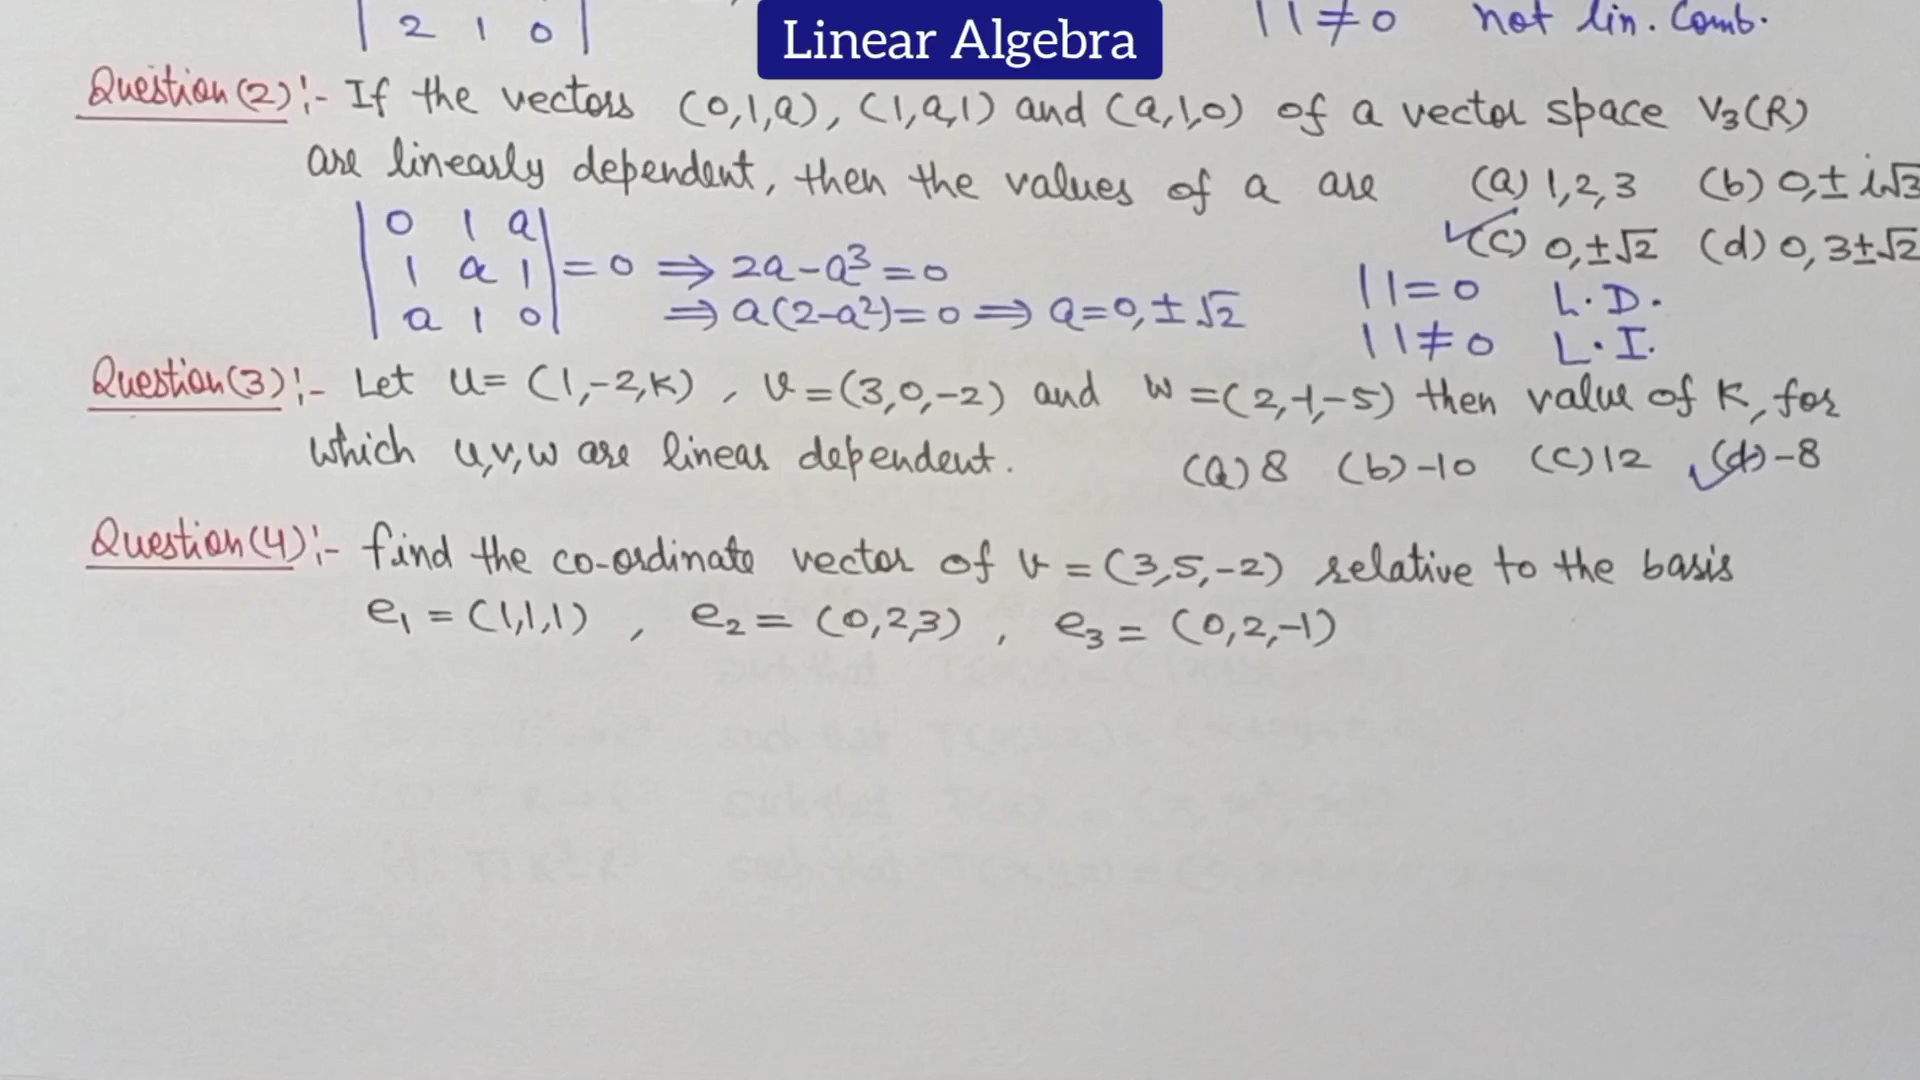 | 2 1 0 |
| | ≠ 0 not lin. Comb.
Linear Algebra
Question(2):- If the vectors (0,1,a), (1,a,1) and (a,1,0) of a vector space V₃(R)
are linearly dependent, then the values of a are (a) 1,2,3 (b) 0,± i√3
(c) 0,±√2 (d) 0, 3±√2
| 0 1 a |
| 1 a 1 | = 0 ⇒ 2a-a³=0
| a 1 0 | ⇒ a(2-a²)=0 ⇒ a=0,±√2
| | = 0 L.D.
| | ≠ 0 L.I.
Question(3):- Let u= (1,-2,K) , v=(3,0,-2) and w=(2,-1,-5) then value of K, for
which u,v,w are linear dependent. (a) 8 (b) -10 (c) 12 (d) -8
Question(4):- find the co-ordinate vector of v = (3,5,-2) relative to the basis
e₁ = (1,1,1) , e₂ = (0,2,3) , e₃ = (0,2,-1)